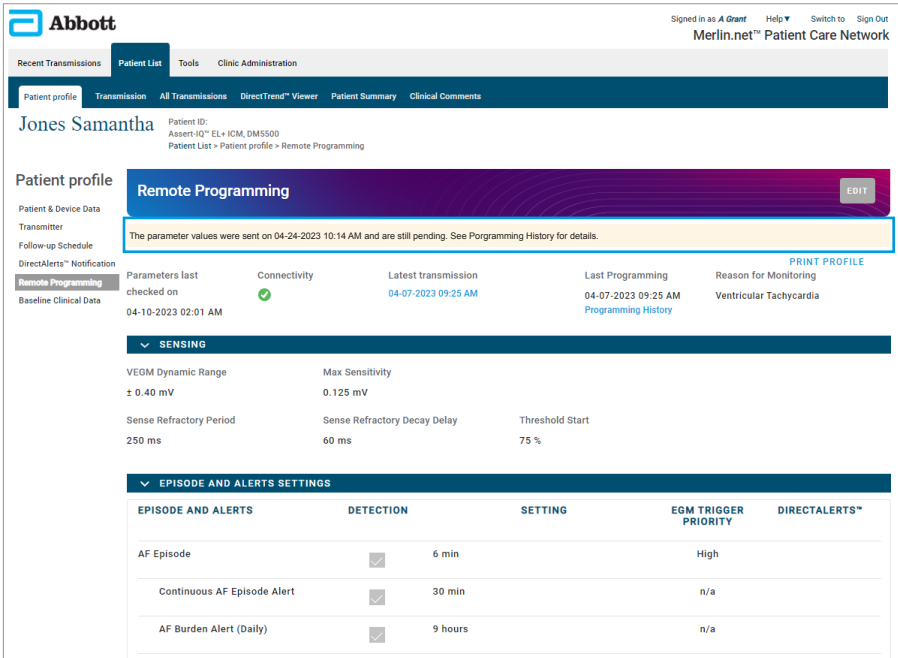 Abbott
Signed in as A Grant Help▼ Switch to Sign Out
Merlin.net™ Patient Care Network
Recent Transmissions Patient List Tools Clinic Administration
Patient profile Transmission All Transmissions DirectTrend™ Viewer Patient Summary Clinical Comments
Jones Samantha
Patient ID:
Assert-IQ™ EL+ ICM, DM5500
Patient List > Patient profile > Remote Programming
Patient profile
Patient & Device Data
Transmitter
Follow-up Schedule
DirectAlerts™ Notification
Remote Programming
Baseline Clinical Data
Remote Programming
EDIT
The parameter values were sent on 04-24-2023 10:14 AM and are still pending. See Porgramming History for details.
PRINT PROFILE
Parameters last checked on
04-10-2023 02:01 AM
Connectivity
Latest transmission
04-07-2023 09:25 AM
Last Programming
04-07-2023 09:25 AM
Programming History
Reason for Monitoring
Ventricular Tachycardia
SENSING
VEGM Dynamic Range Max Sensitivity
± 0.40 mV 0.125 mV
Sense Refractory Period Sense Refractory Decay Delay Threshold Start
250 ms 60 ms 75 %
EPISODE AND ALERTS SETTINGS
EPISODE AND ALERTS DETECTION SETTING EGM TRIGGER PRIORITY DIRECTALERTS™
AF Episode 6 min High
Continuous AF Episode Alert 30 min n/a
AF Burden Alert (Daily) 9 hours n/a